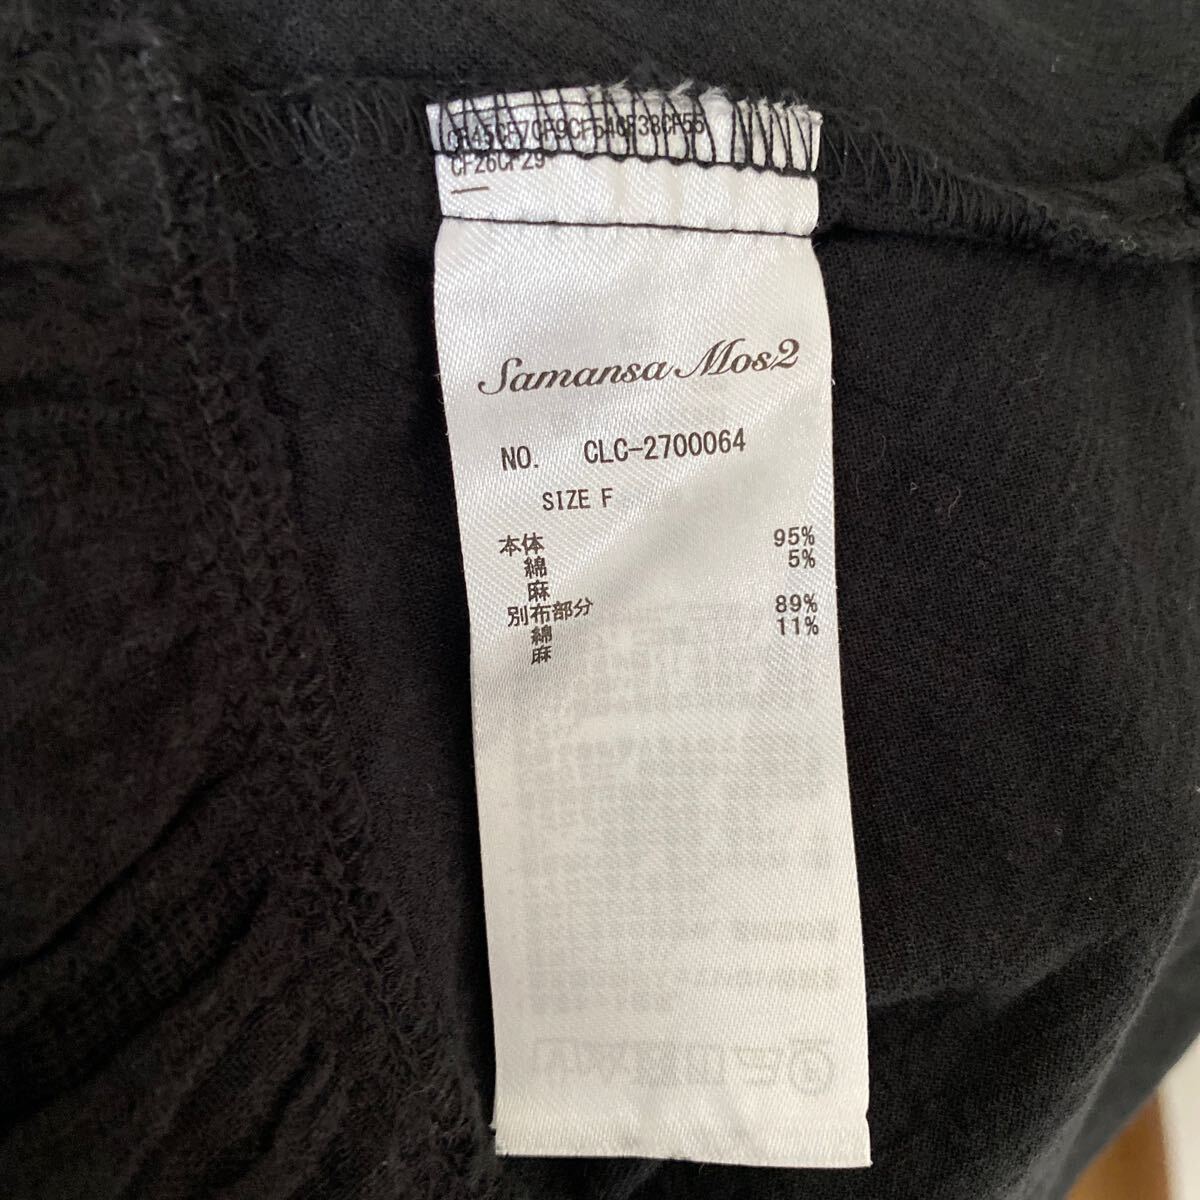 CF26CF29
Samansa Mos2
NO. CLC-2700064
SIZE F
本体
綿 95%
麻 5%
別布部分
綿 89%
麻 11%